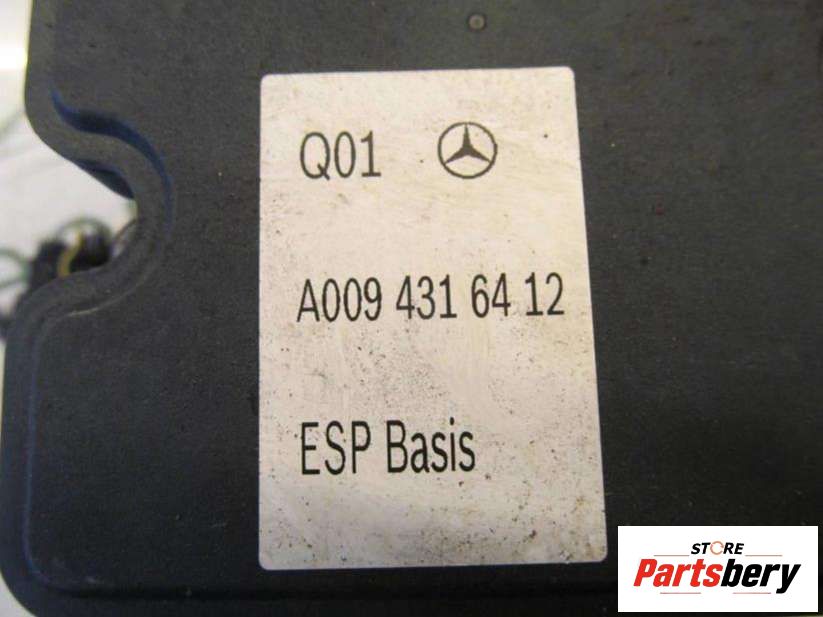 Q01
A009 431 64 12
ESP Basis
STORE
Partsbery